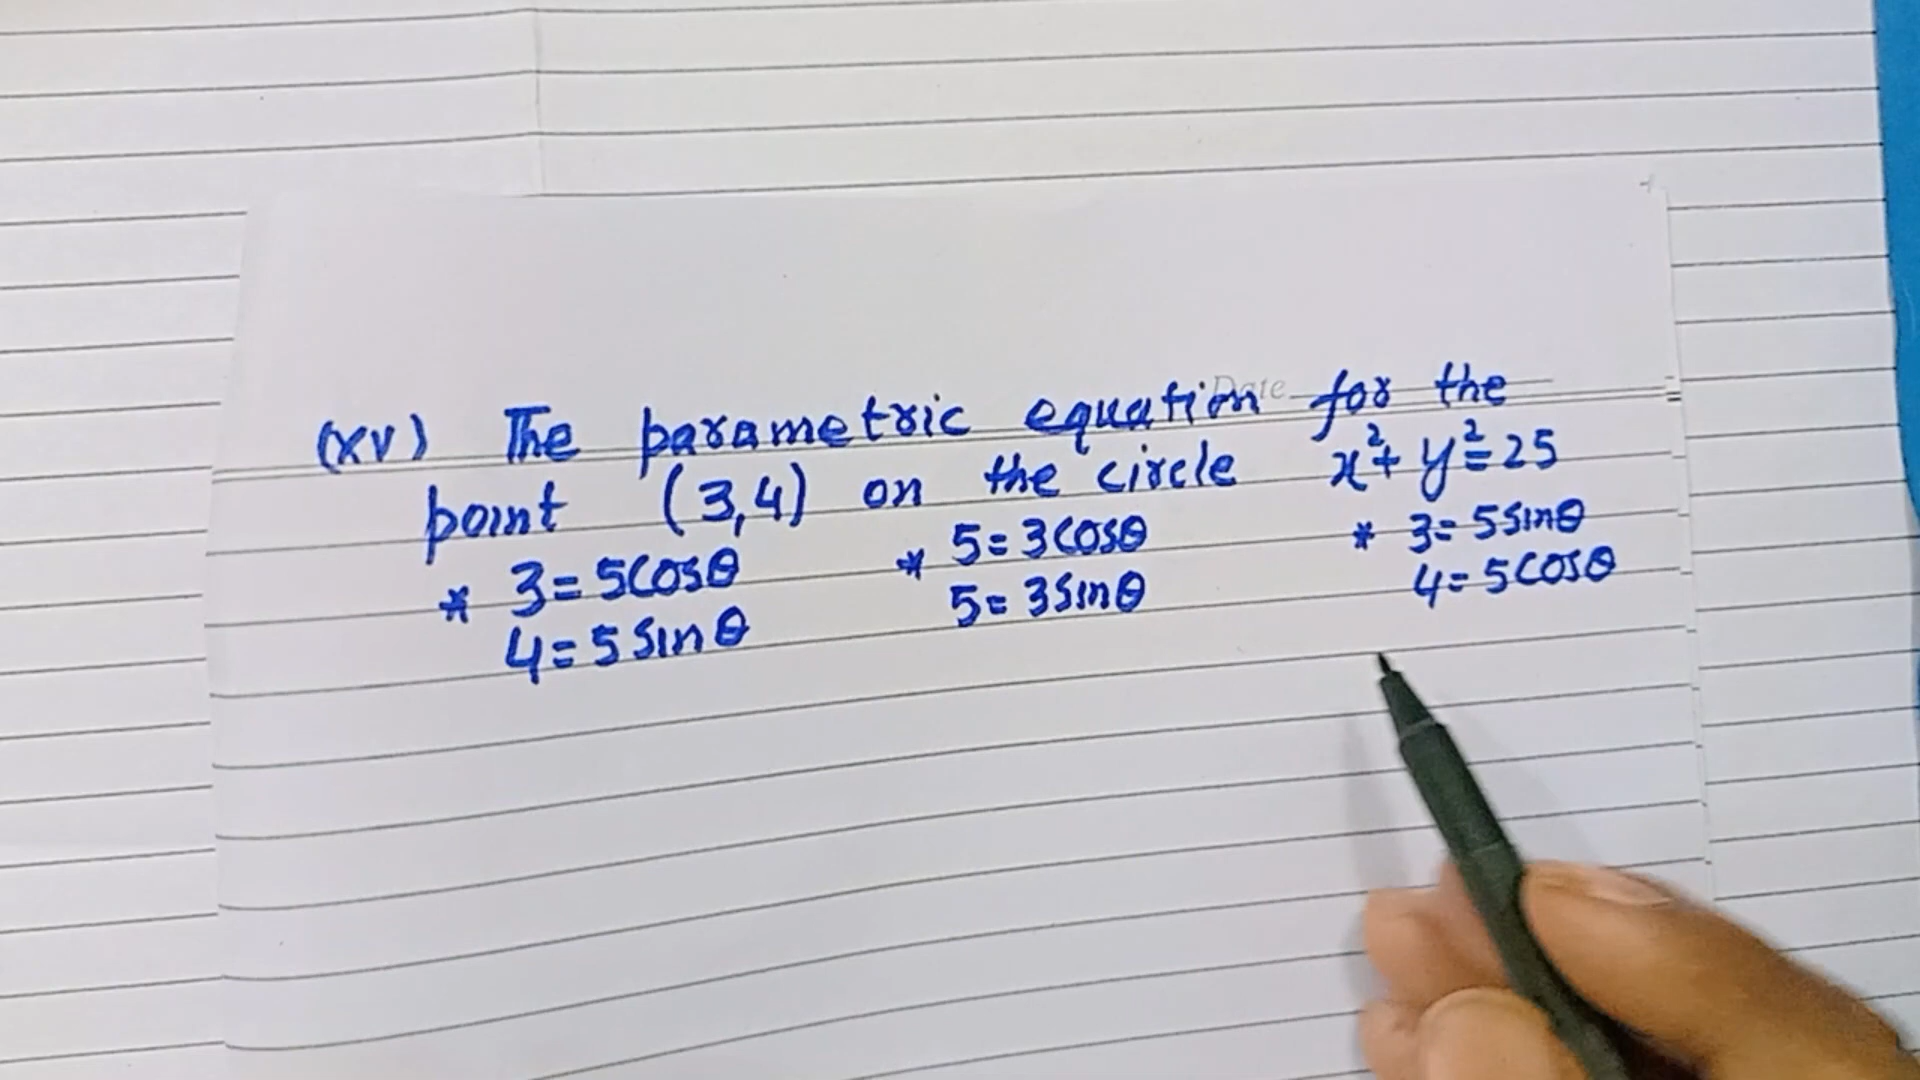 Date
(xv) The parametric equation for the
point (3,4) on the circle x²+ y²=25
* 3=5cosθ * 5=3cosθ * 3=5sinθ
4=5sinθ 5=3sinθ 4=5cosθ